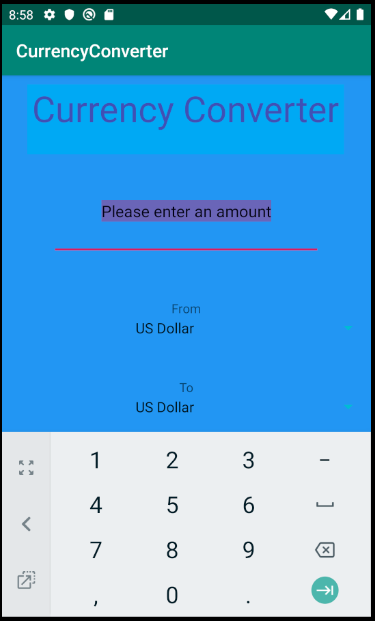 8:58
CurrencyConverter
Currency Converter
Please enter an amount
From
US Dollar
To
US Dollar
1 2 3 -
4 5 6
7 8 9
, 0 .